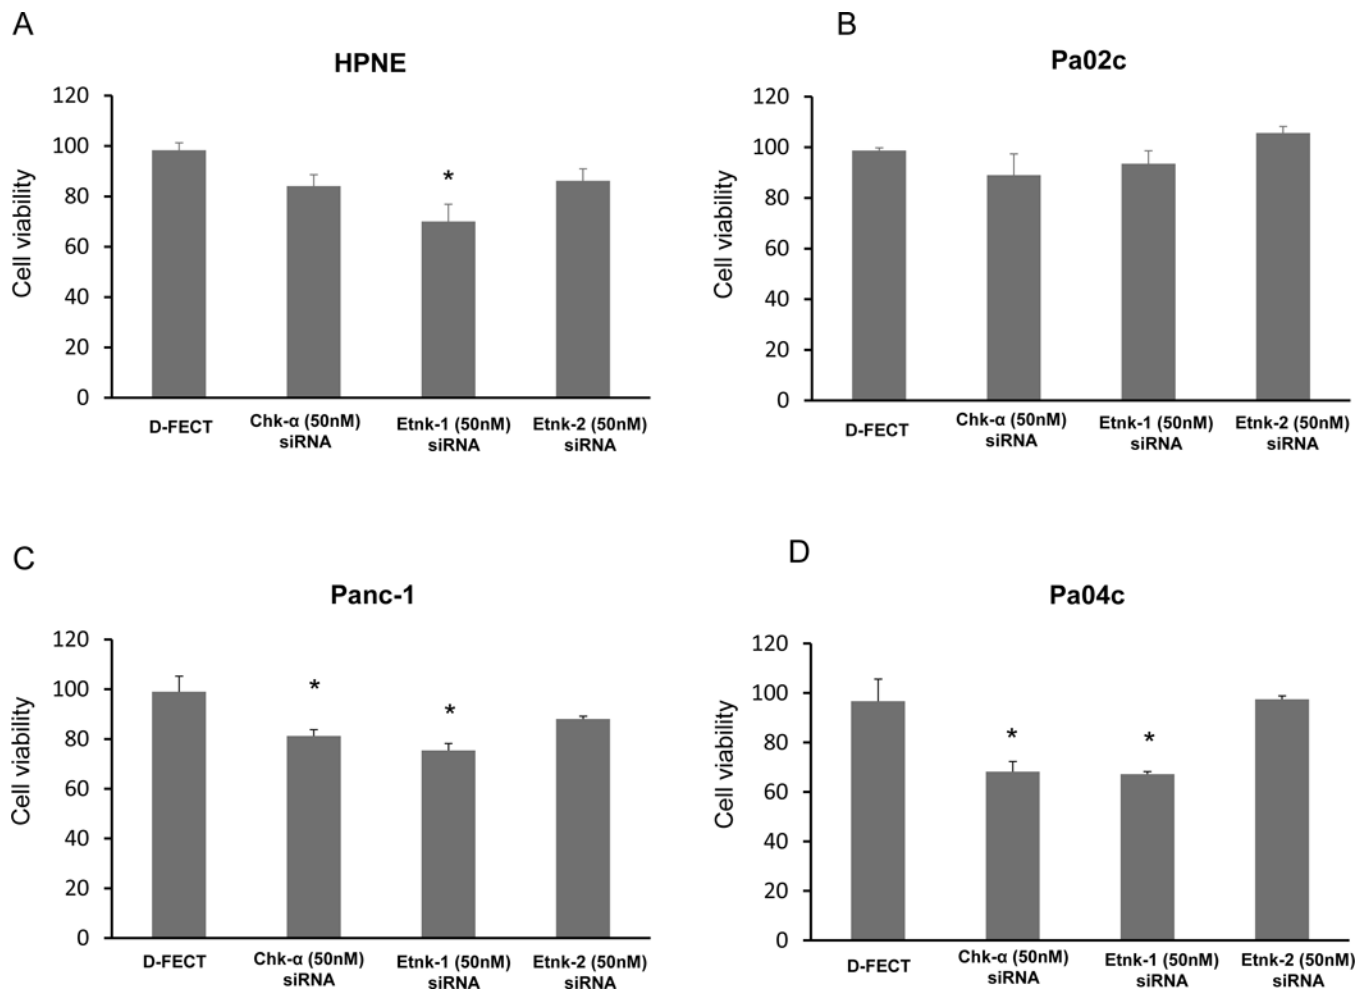 A
HPNE
120
100
80
60
40
20
0
Cell viability
*
D-FECT
Chk-α (50nM)
siRNA
Etnk-1 (50nM)
siRNA
Etnk-2 (50nM)
siRNA
B
Pa02c
120
100
80
60
40
20
0
Cell viability
D-FECT
Chk-α (50nM)
siRNA
Etnk-1 (50nM)
siRNA
Etnk-2 (50nM)
siRNA
C
Panc-1
120
100
80
60
40
20
0
Cell viability
*
*
D-FECT
Chk-α (50nM)
siRNA
Etnk-1 (50nM)
siRNA
Etnk-2 (50nM)
siRNA
D
Pa04c
120
100
80
60
40
20
0
Cell viability
*
*
D-FECT
Chk-α (50nM)
siRNA
Etnk-1 (50nM)
siRNA
Etnk-2 (50nM)
siRNA